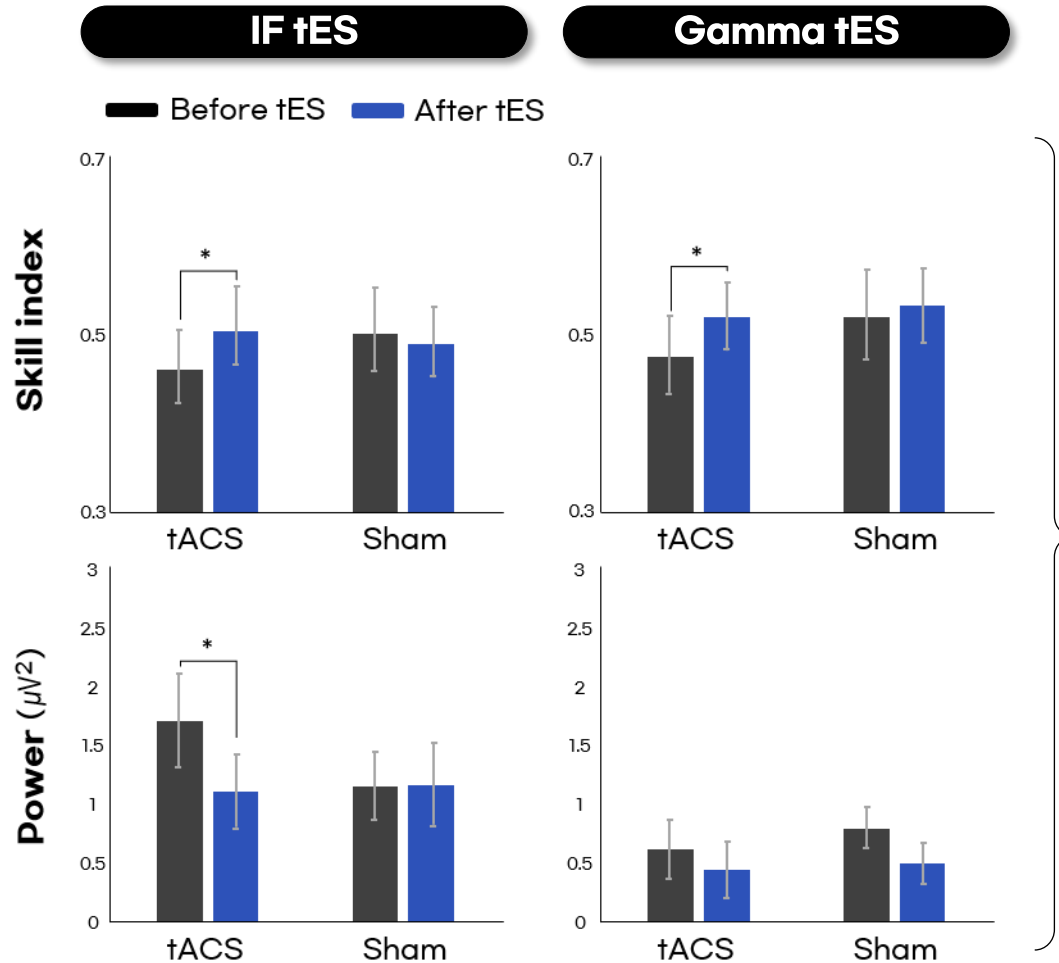 IF tES
Gamma tES
Before tES
After tES
Skill index
0.7
0.5
0.3
*
tACS
Sham
0.7
0.5
0.3
*
tACS
Sham
Power (μV²)
3
2.5
2
1.5
1
0.5
0
*
tACS
Sham
3
2.5
2
1.5
1
0.5
0
tACS
Sham